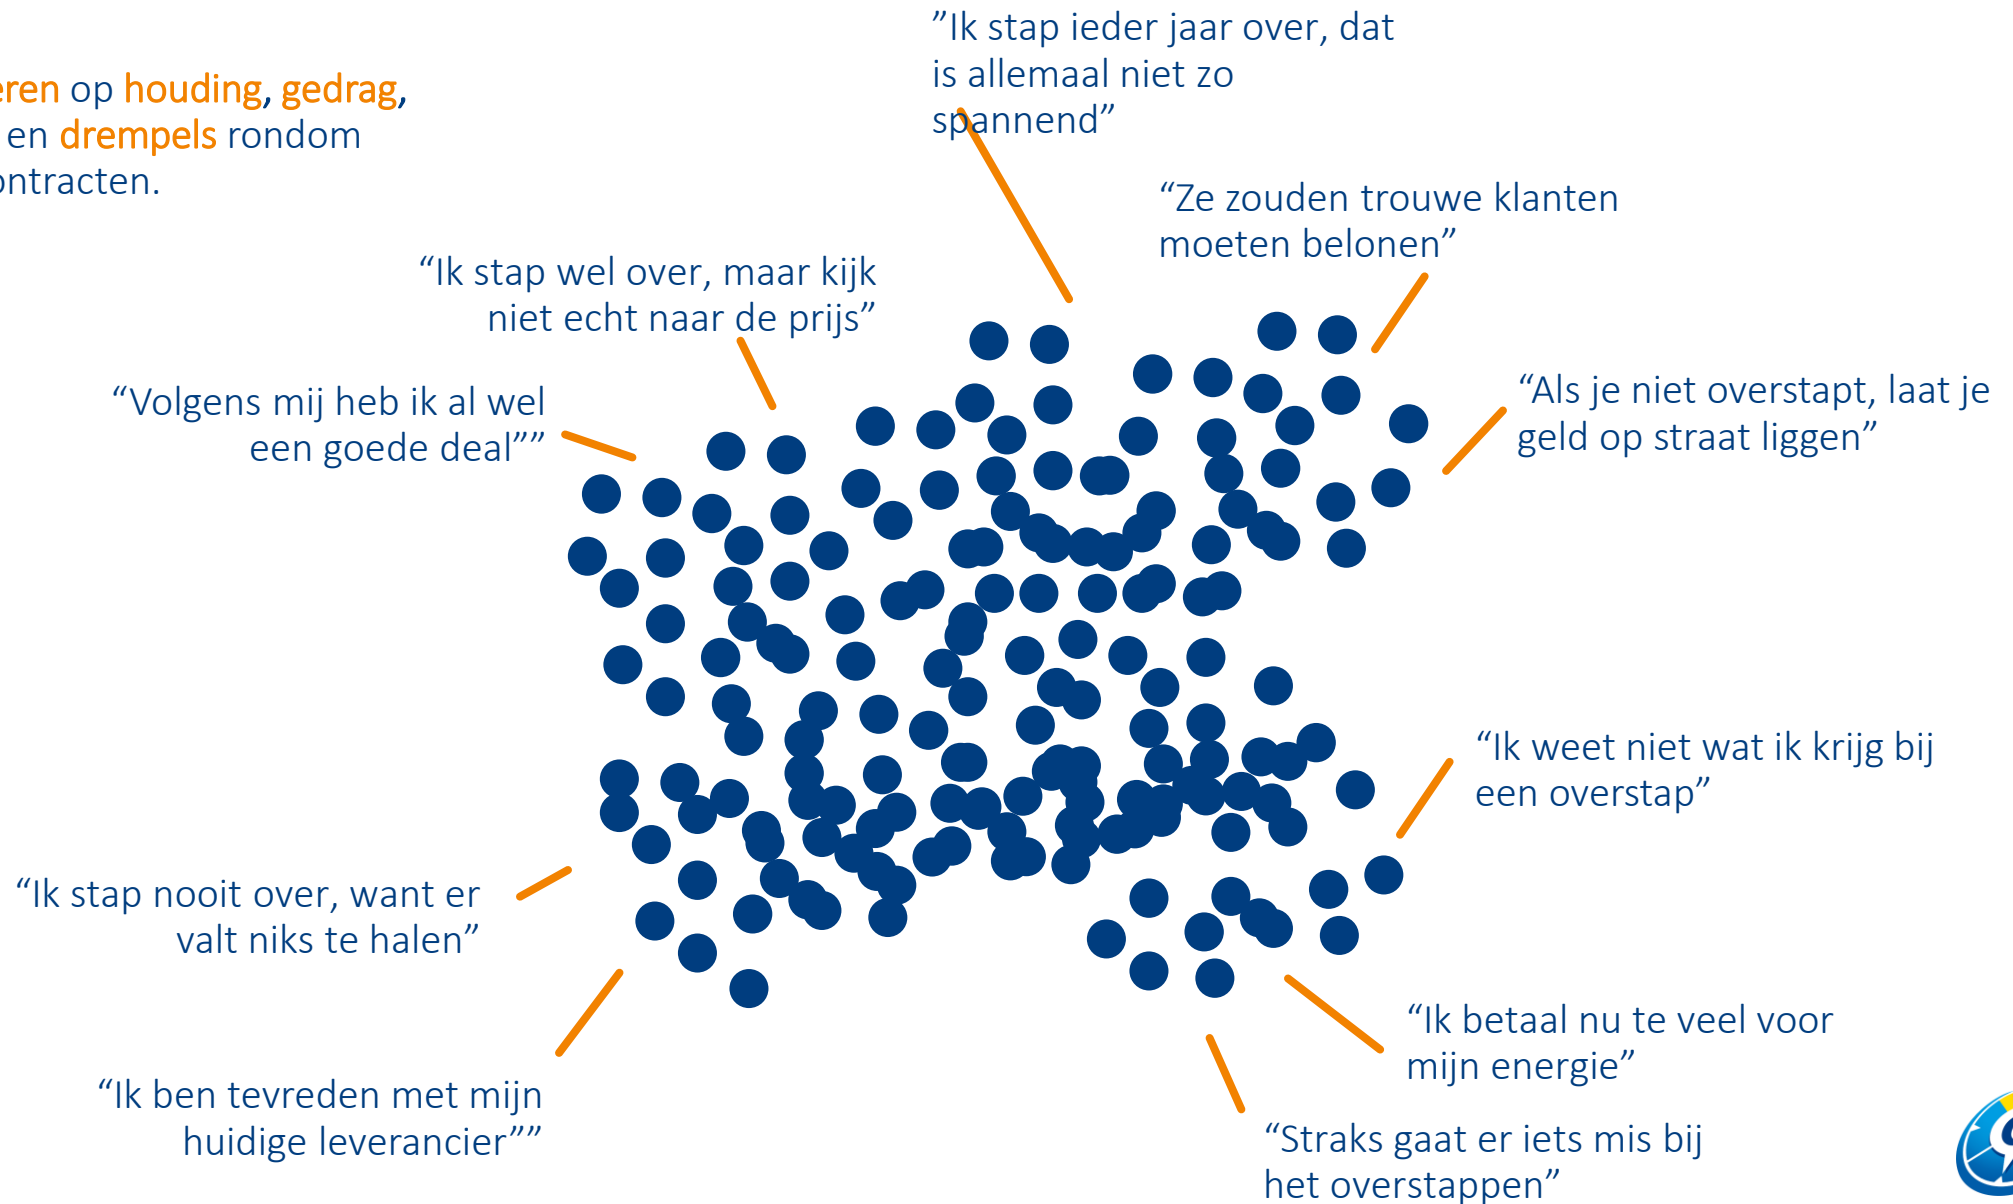 ”Ik stap ieder jaar over, dat
is allemaal niet zo
spannend”
eren op houding, gedrag,
en drempels rondom
ontracten.
“Ze zouden trouwe klanten
moeten belonen”
“Ik stap wel over, maar kijk
niet echt naar de prijs”
“Volgens mij heb ik al wel
een goede deal””
“Als je niet overstapt, laat je
geld op straat liggen”
“Ik weet niet wat ik krijg bij
een overstap”
“Ik stap nooit over, want er
valt niks te halen”
“Ik betaal nu te veel voor
mijn energie”
“Ik ben tevreden met mijn
huidige leverancier””
“Straks gaat er iets mis bij
het overstappen”